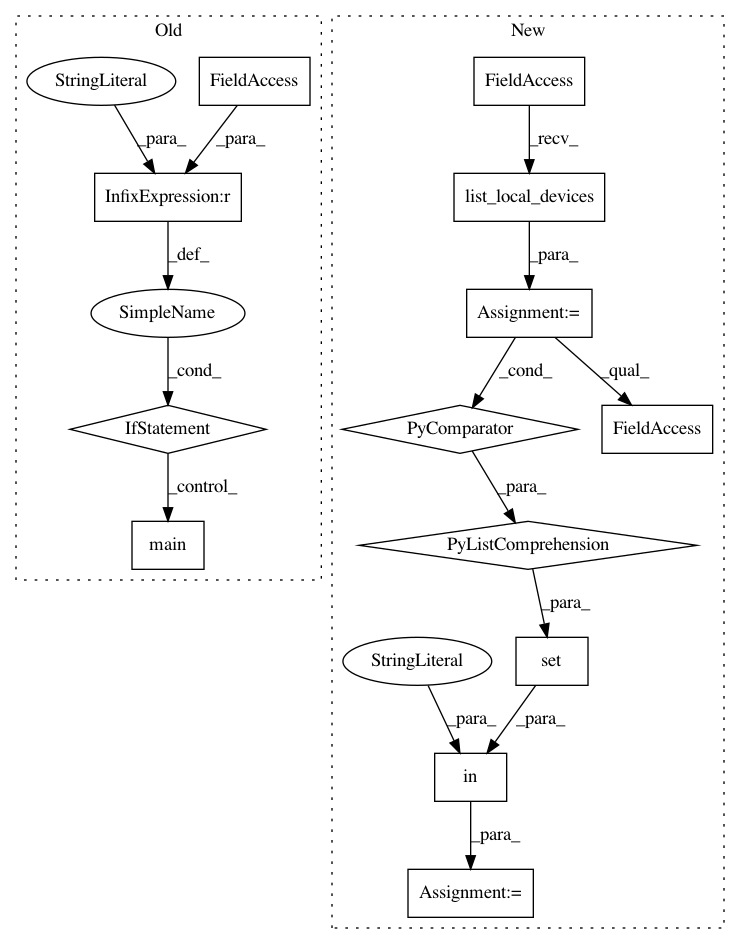 Old
New
StringLiteral
FieldAccess
FieldAccess
_para_
_para_
_recv_
InfixExpression:r
list_local_devices
_def_
_para_
SimpleName
Assignment:=
_cond_
_cond_
_qual_
IfStatement
PyComparator
FieldAccess
_control_
_para_
main
PyListComprehension
_para_
StringLiteral
set
_para_
_para_
in
_para_
Assignment:=